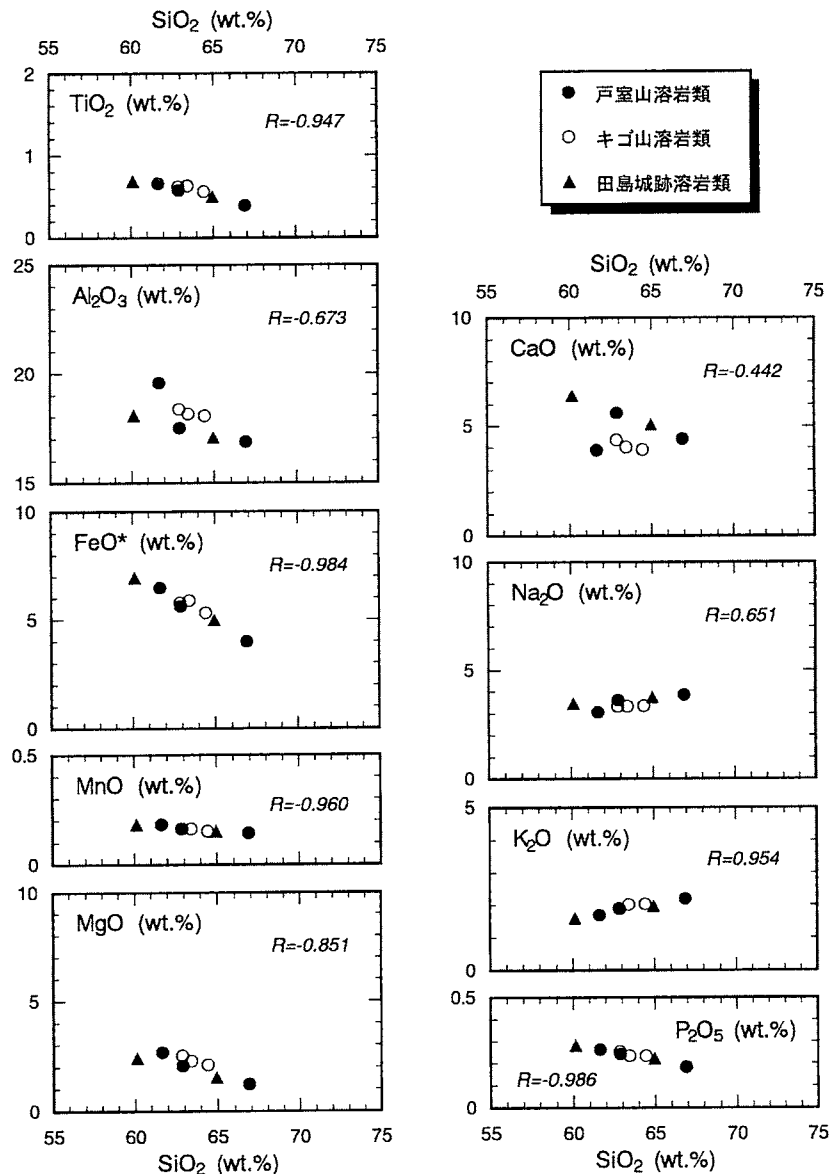 SiO2 (wt.%)
55 60 65 70 75
2
TiO2 (wt.%)
R=-0.947
1
0
戸室山溶岩類
キゴ山溶岩類
田島城跡溶岩類
25
Al2O3 (wt.%)
R=-0.673
20
15
10
FeO* (wt.%)
R=-0.984
5
0
0.5
MnO (wt.%)
R=-0.960
0
10
MgO (wt.%)
R=-0.851
5
0
55 60 65 70 75
SiO2 (wt.%)
SiO2 (wt.%)
55 60 65 70 75
10
CaO (wt.%)
R=-0.442
5
0
10
Na2O (wt.%)
R=0.651
5
0
5
K2O (wt.%)
R=0.954
0
0.5
P2O5 (wt.%)
R=-0.986
0
55 60 65 70 75
SiO2 (wt.%)